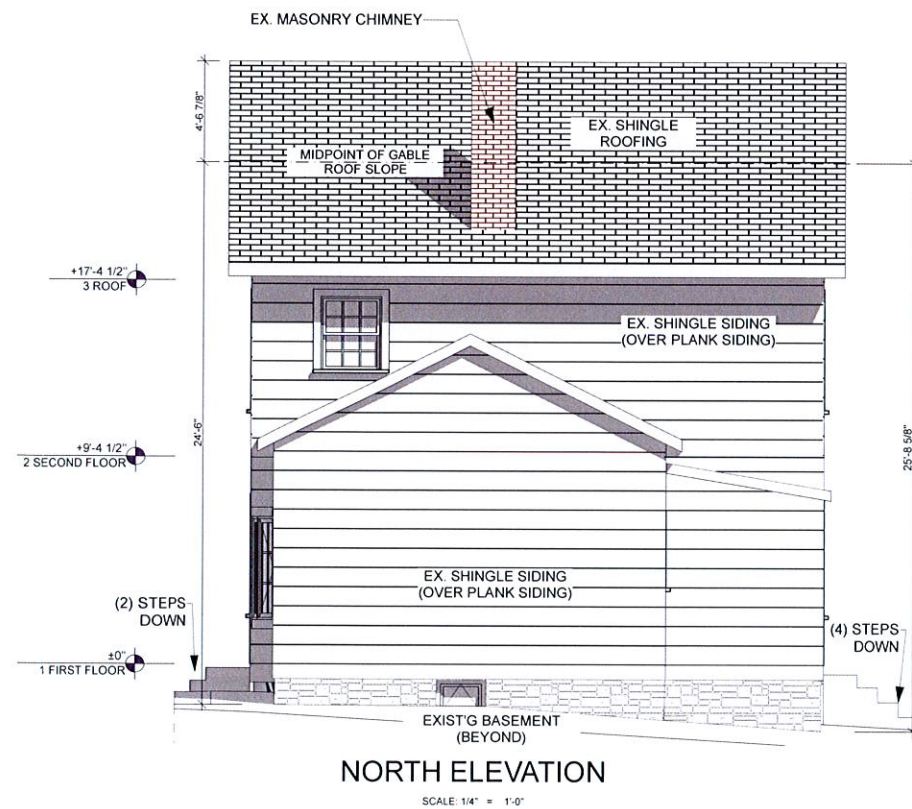 EX. MASONRY CHIMNEY
4'-6 7/8"
EX. SHINGLE
ROOFING
MIDPOINT OF GABLE
ROOF SLOPE
+17'-4 1/2"
3 ROOF
EX. SHINGLE SIDING
(OVER PLANK SIDING)
24'-6"
+9'-4 1/2"
2 SECOND FLOOR
25'-8 5/8"
EX. SHINGLE SIDING
(OVER PLANK SIDING)
(2) STEPS
DOWN
(4) STEPS
DOWN
±0"
1 FIRST FLOOR
EXIST'G BASEMENT
(BEYOND)
NORTH ELEVATION
SCALE: 1/4" = 1'-0"